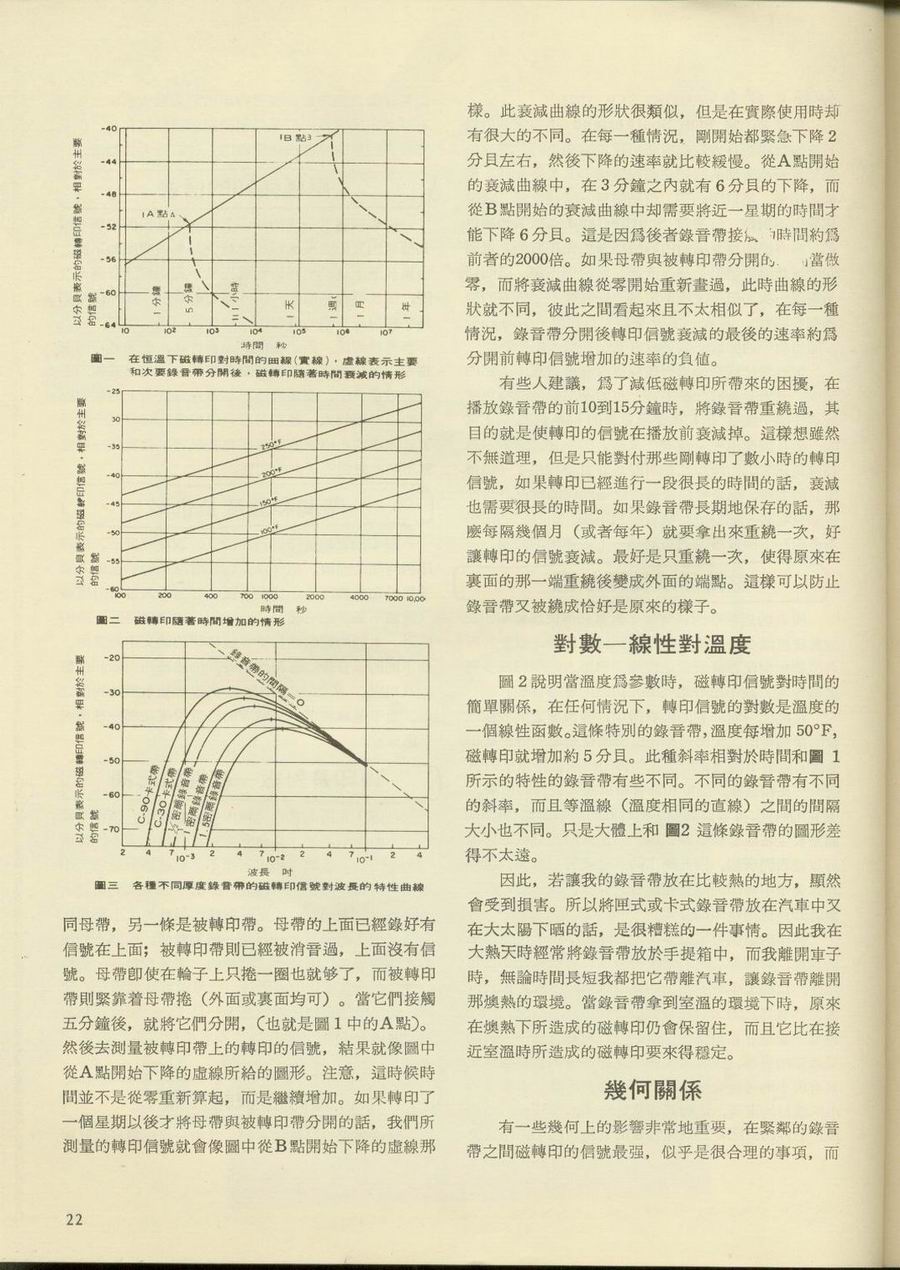 以分貝表示的磁轉印信號，相對於主要
的信號
-40
-44
-48
-52
-56
-60
-64
1B 點
1A 點
1分鐘
5分鐘
1小時
1天
1週
1月
1年
10
10²
10³
10⁴
10⁵
10⁶
10⁷
時間 秒
圖一 在恒溫下磁轉印對時間的曲線(實線)，虛線表示主要
和次要錄音帶分開後，磁轉印隨著時間衰減的情形
以分貝表示的磁轉印信號，相對於主要
的信號
-25
30
-35
-40
-45
-50
-55
-60
250°F
200°F
150°F
100°F
100
200
400
700
1000
2000
4000
7000
10,00
時間 秒
圖二 磁轉印隨著時間增加的情形
以分貝表示的磁轉印信號，相對於主要
的信號
-20
-30
-40
-50
-60
-70
錄音帶的間隔=0
C-90卡式帶
C-30卡式帶
½密爾錄音帶
1密爾錄音帶
1.5密爾錄音帶
2
4
7
10⁻³
2
4
7
10⁻²
2
4
7
10⁻¹
2
4
波長 吋
圖三 各種不同厚度錄音帶的磁轉印信號對波長的特性曲線
同母帶，另一條是被轉印帶。母帶的上面已經錄好有
信號在上面；被轉印帶則已經被消音過，上面沒有信
號。母帶即使在輪子上只捲一圈也就够了，而被轉印
帶則緊靠着母帶捲（外面或裏面均可）。當它們接觸
五分鐘後，就將它們分開，（也就是圖1中的A點）。
然後去測量被轉印帶上的轉印的信號，結果就像圖中
從A點開始下降的虛線所給的圖形。注意，這時候時
間並不是從零重新算起，而是繼續增加。如果轉印了
一個星期以後才將母帶與被轉印帶分開的話，我們所
測量的轉印信號就會像圖中從B點開始下降的虛線那
樣。此衰減曲線的形狀很類似，但是在實際使用時却
有很大的不同。在每一種情況，剛開始都緊急下降2
分貝左右，然後下降的速率就比較緩慢。從A點開始
的衰減曲線中，在3分鐘之內就有6分貝的下降，而
從B點開始的衰減曲線中却需要將近一星期的時間才
能下降6分貝。這是因爲後者錄音帶接 時間約爲
前者的2000倍。如果母帶與被轉印帶分開的 當做
零，而將衰減曲線從零開始重新畫過，此時曲線的形
狀就不同，彼此之間看起來且不太相似了，在每一種
情況，錄音帶分開後轉印信號衰減的最後的速率約爲
分開前轉印信號增加的速率的負値。
有些人建議，爲了減低磁轉印所帶來的困擾，在
播放錄音帶的前10到15分鐘時，將錄音帶重繞過，其
目的就是使轉印的信號在播放前衰減掉。這樣想雖然
不無道理，但是只能對付那些剛轉印了數小時的轉印
信號，如果轉印已經進行一段很長的時間的話，衰減
也需要很長的時間。如果錄音帶長期地保存的話，那
麼每隔幾個月（或者每年）就要拿出來重繞一次，好
讓轉印的信號衰減。最好是只重繞一次，使得原來在
裏面的那一端重繞後變成外面的端點。這樣可以防止
錄音帶又被繞成恰好是原來的樣子。
對數—線性對溫度
圖2說明當溫度爲參數時，磁轉印信號對時間的
簡單關係，在任何情況下，轉印信號的對數是溫度的
一個線性函數。這條特別的錄音帶，溫度每增加 50°F，
磁轉印就增加約5分貝。此種斜率相對於時間和圖 1
所示的特性的錄音帶有些不同。不同的錄音帶有不同
的斜率，而且等溫線（溫度相同的直線）之間的間隔
大小也不同。只是大體上和 圖2 這條錄音帶的圖形差
得不太遠。
因此，若讓我的錄音帶放在比較熱的地方，顯然
會受到損害。所以將匣式或卡式錄音帶放在汽車中又
在大太陽下晒的話，是很糟糕的一件事情。因此我在
大熱天時經常將錄音帶放於手提箱中，而我離開車子
時，無論時間長短我都把它帶離汽車，讓錄音帶離開
那燠熱的環境。當錄音帶拿到室溫的環境下時，原來
在燠熱下所造成的磁轉印仍會保留住，而且它比在接
近室溫時所造成的磁轉印要來得穩定。
幾何關係
有一些幾何上的影響非常地重要，在緊鄰的錄音
帶之間磁轉印的信號最强，似乎是很合理的事項，而
22